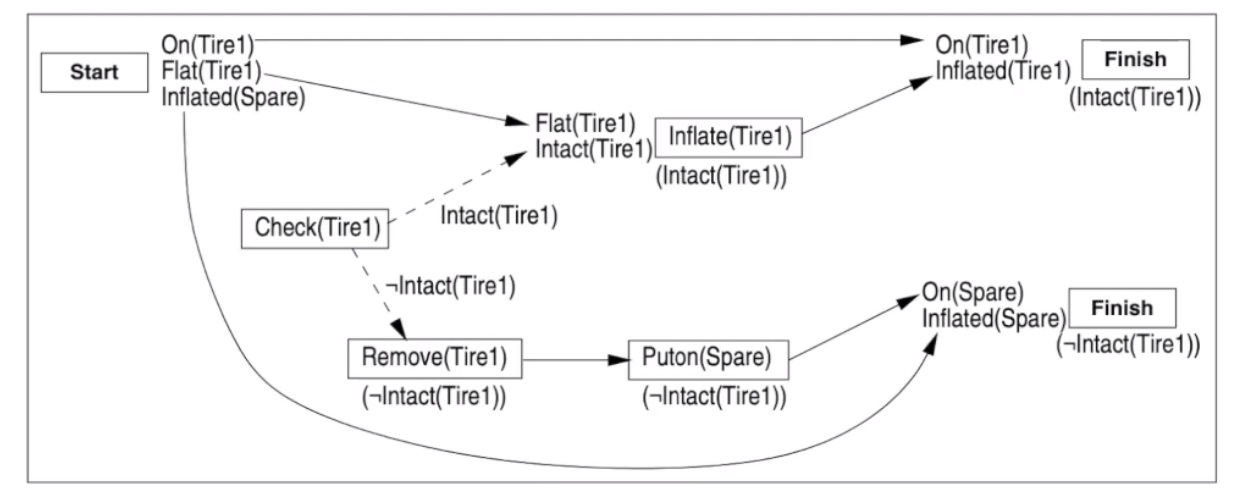 Start
On(Tire1)
Flat(Tire1)
Inflated(Spare)
On(Tire1)
Inflated(Tire1)
Finish
(Intact(Tire1))
Flat(Tire1)
Intact(Tire1)
Inflate(Tire1)
(Intact(Tire1))
Check(Tire1)
Intact(Tire1)
¬Intact(Tire1)
Remove(Tire1)
(¬Intact(Tire1))
Puton(Spare)
(¬Intact(Tire1))
On(Spare)
Inflated(Spare)
Finish
(¬Intact(Tire1))